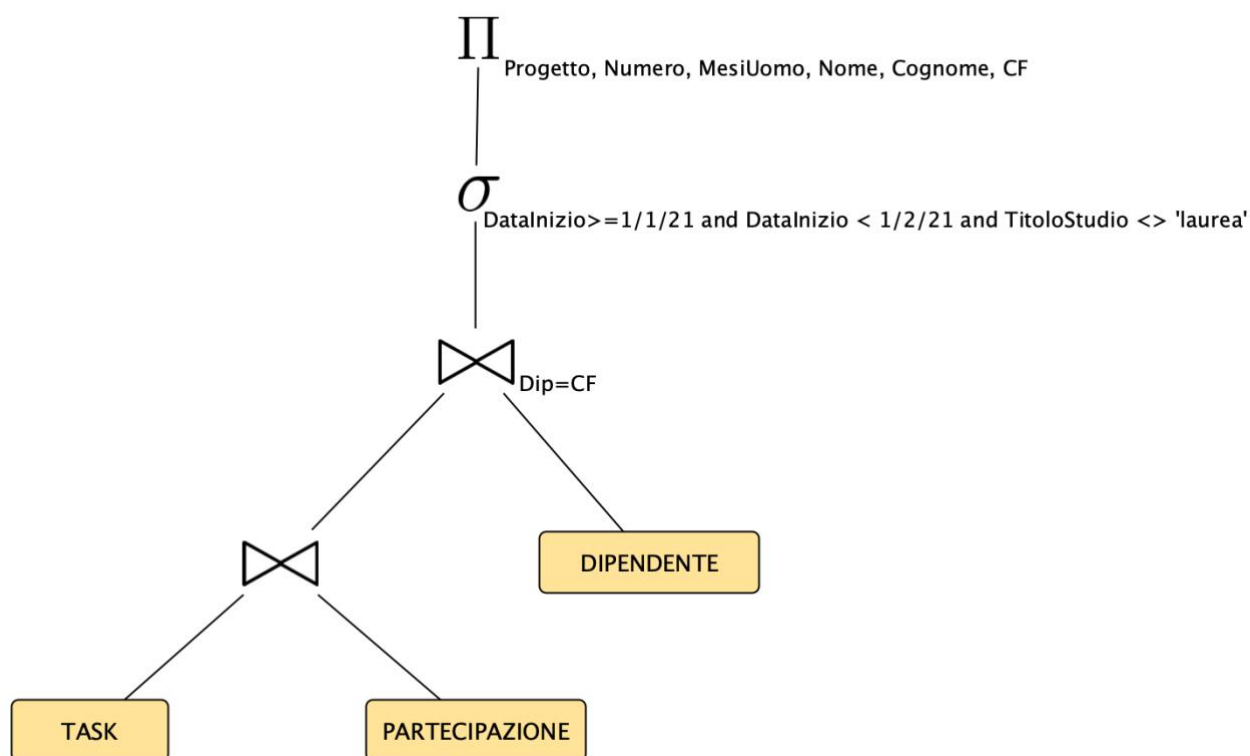 Π
Progetto, Numero, MesiUomo, Nome, Cognome, CF
σ
DataInizio>=1/1/21 and DataInizio < 1/2/21 and TitoloStudio <> 'laurea'
⋈
Dip=CF
⋈
DIPENDENTE
TASK
PARTECIPAZIONE